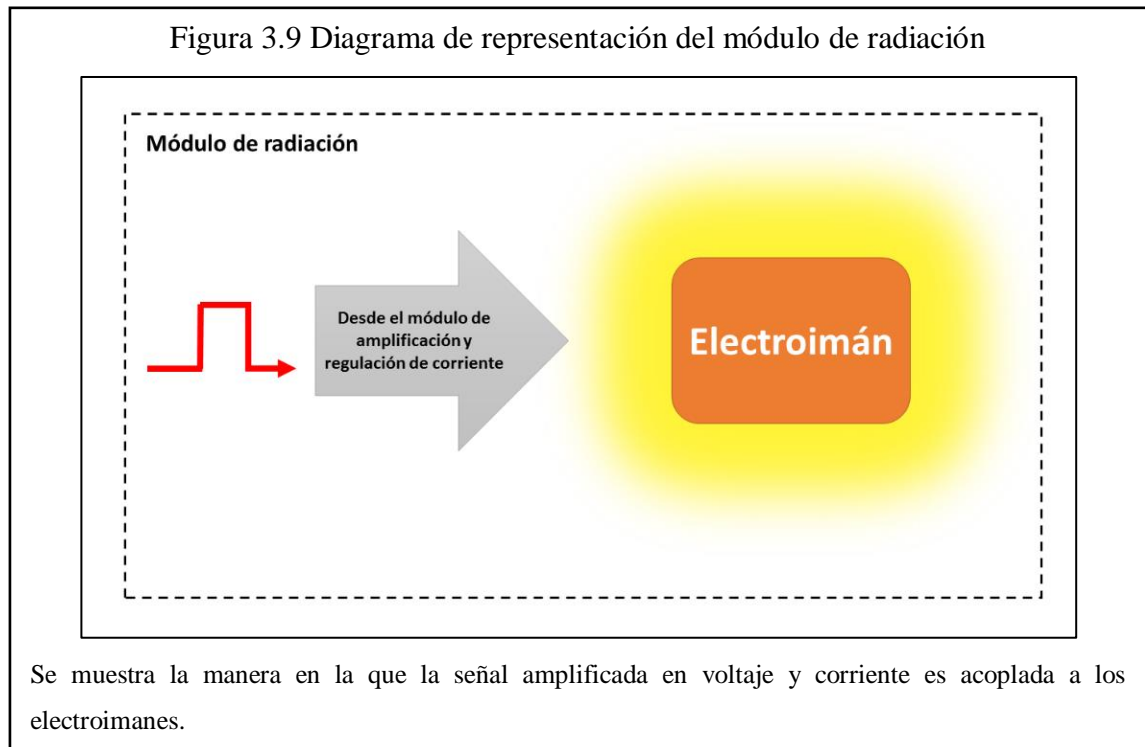 Figura 3.9 Diagrama de representación del módulo de radiación
Módulo de radiación
Desde el módulo de
amplificación y
regulación de corriente
Electroimán
Se muestra la manera en la que la señal amplificada en voltaje y corriente es acoplada a los
electroimanes.